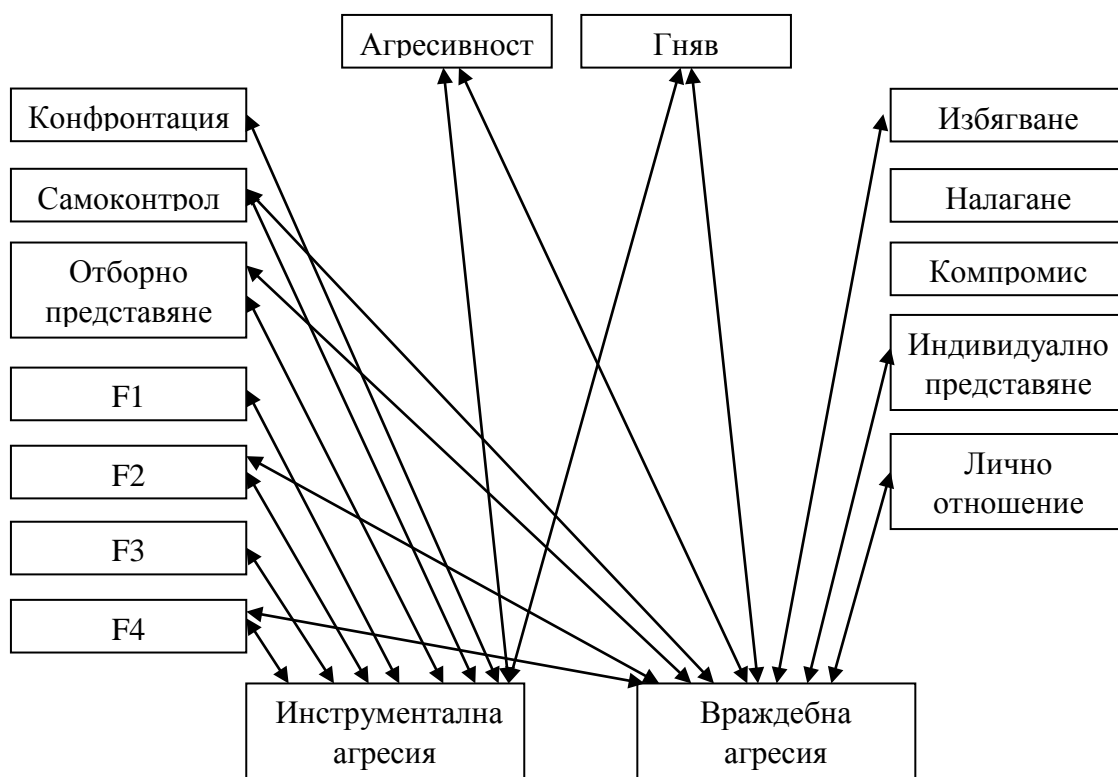 Агресивност
Гняв
Конфронтация
Самоконтрол
Отборно
представяне
F1
F2
F3
F4
Избягване
Налагане
Компромис
Индивидуално
представяне
Лично
отношение
Инструментална
агресия
Враждебна
агресия